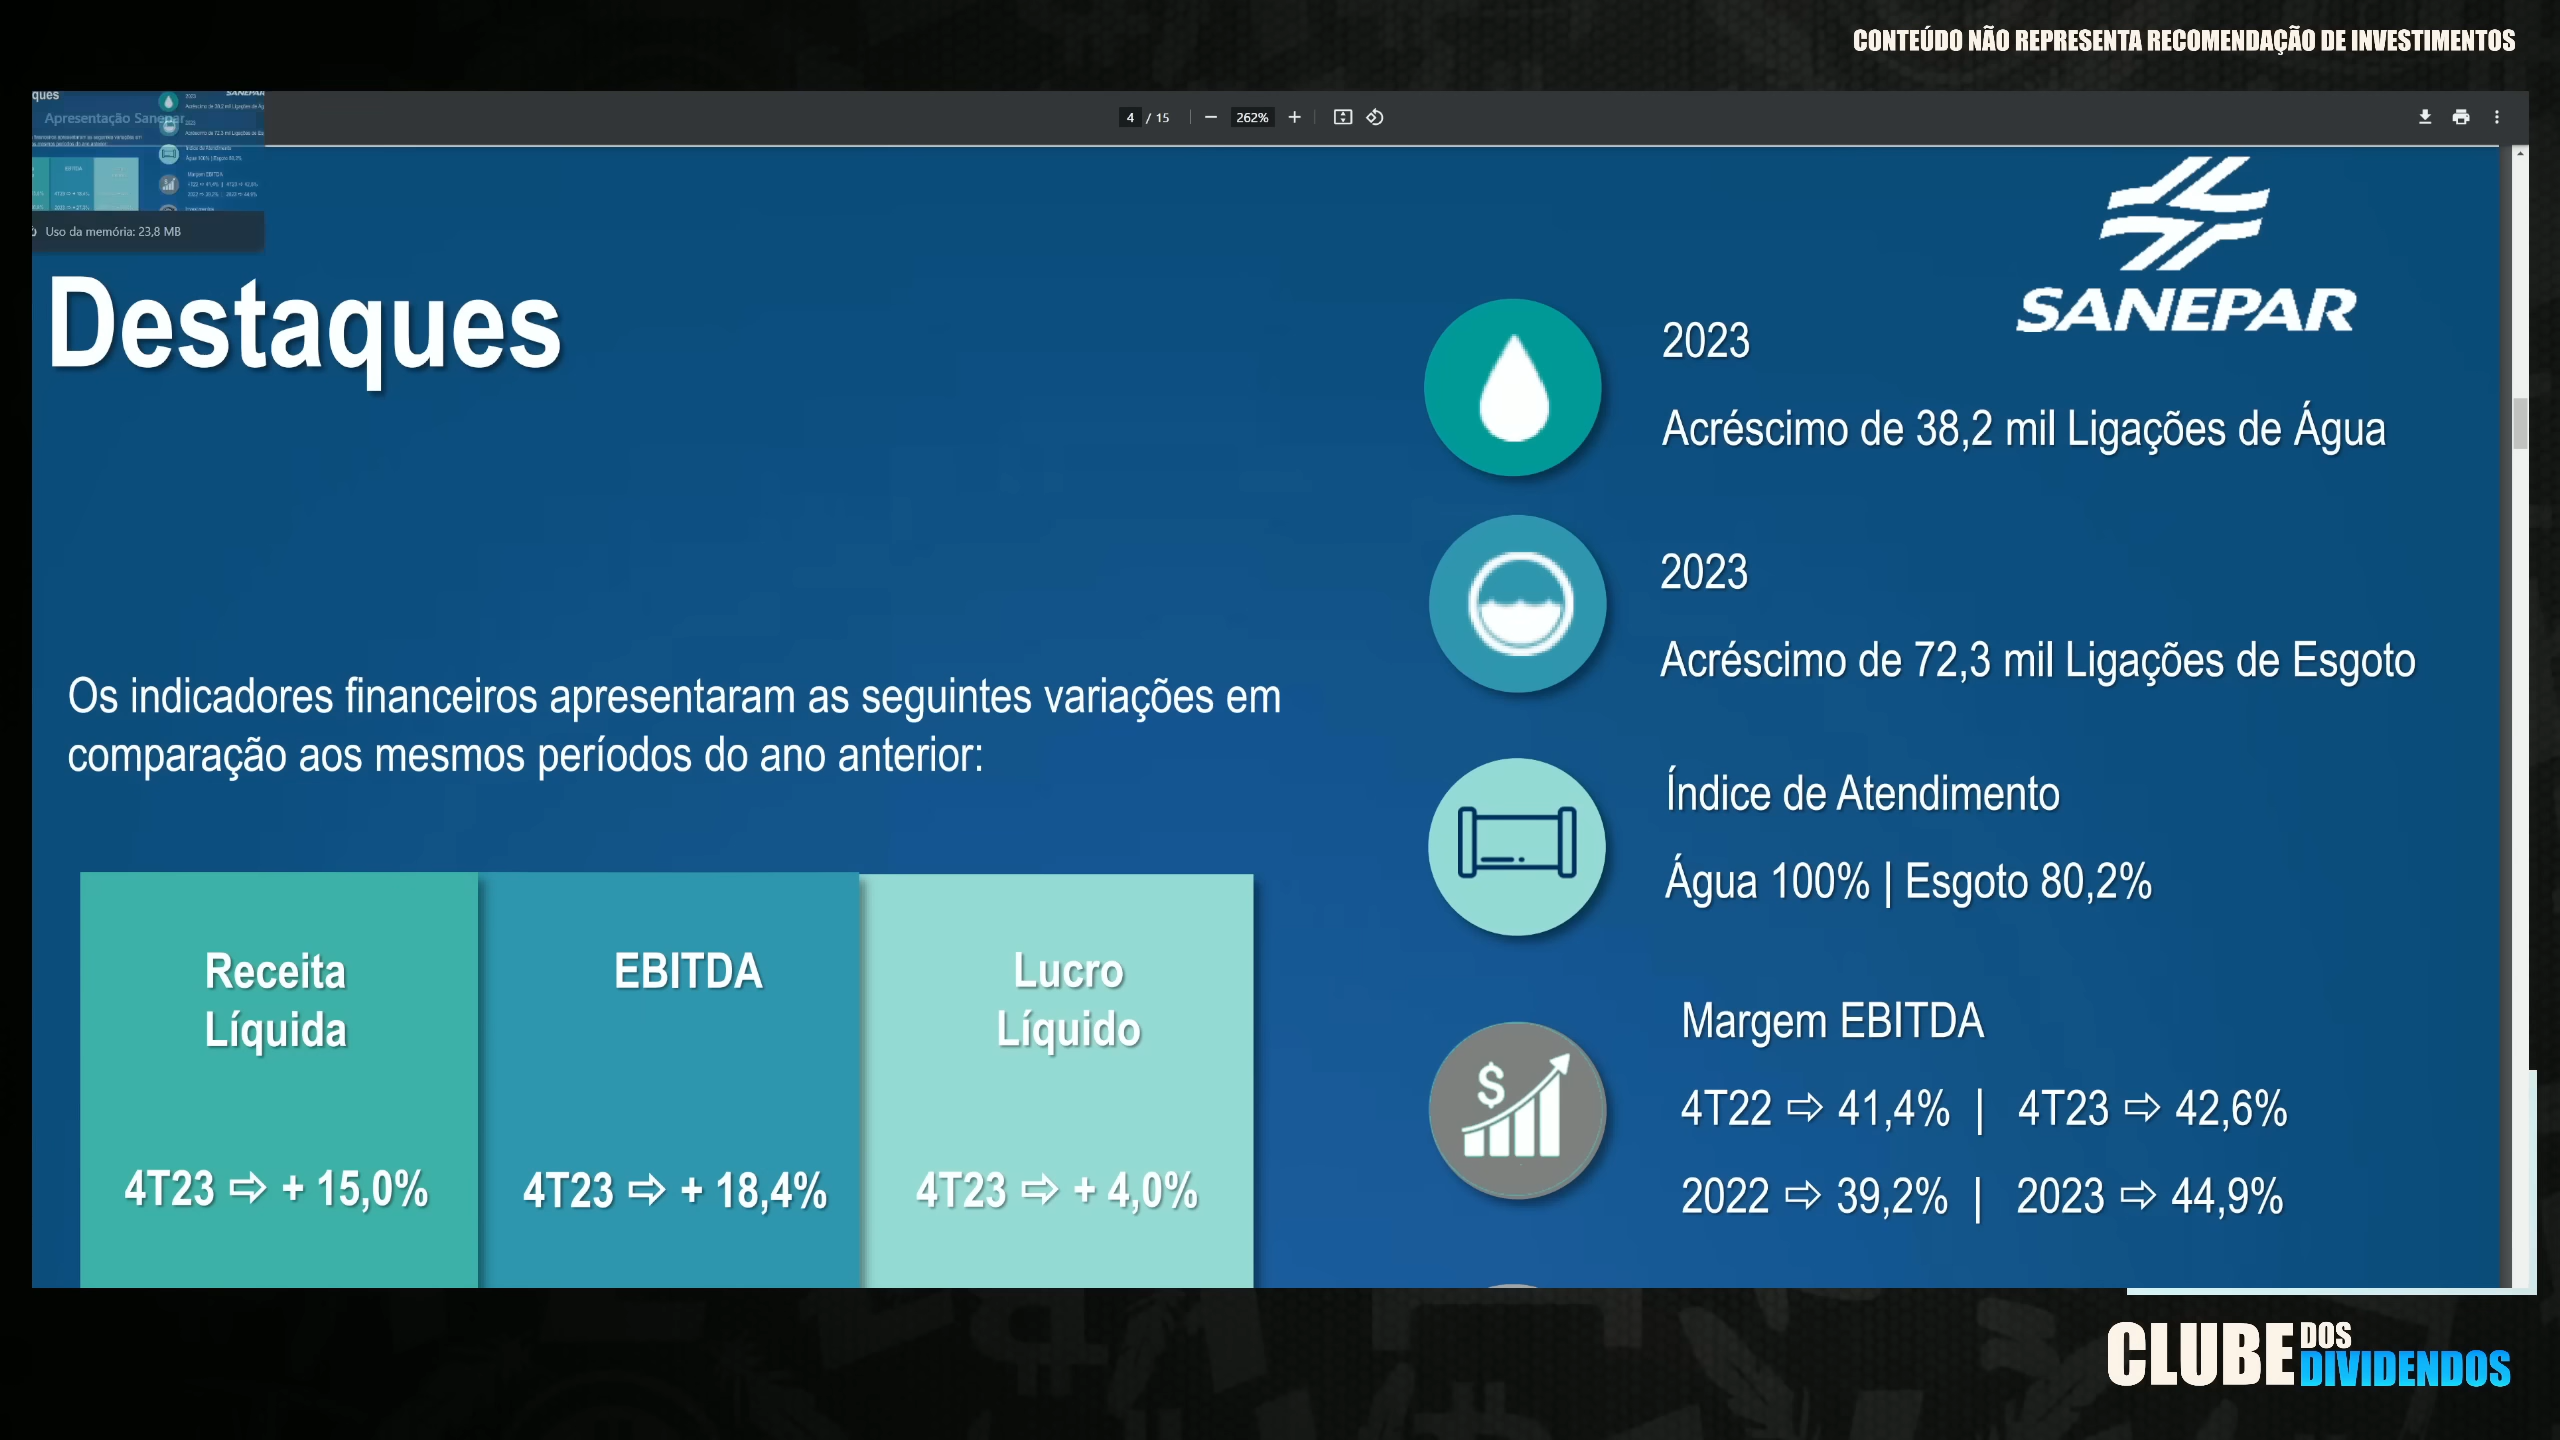 CONTEÚDO NÃO REPRESENTA RECOMENDAÇÃO DE INVESTIMENTOS
4 / 15
262%
ques
Apresentação Sanepar
Uso da memória: 23,8 MB
SANEPAR
Destaques
Os indicadores financeiros apresentaram as seguintes variações em
comparação aos mesmos períodos do ano anterior:
Receita
Líquida
4T23 ⇨ + 15,0%
EBITDA
4T23 ⇨ + 18,4%
Lucro
Líquido
4T23 ⇨ + 4,0%
2023
Acréscimo de 38,2 mil Ligações de Água
2023
Acréscimo de 72,3 mil Ligações de Esgoto
Índice de Atendimento
Água 100% | Esgoto 80,2%
Margem EBITDA
4T22 ⇨ 41,4% | 4T23 ⇨ 42,6%
2022 ⇨ 39,2% | 2023 ⇨ 44,9%
CLUBE DOS
DIVIDENDOS